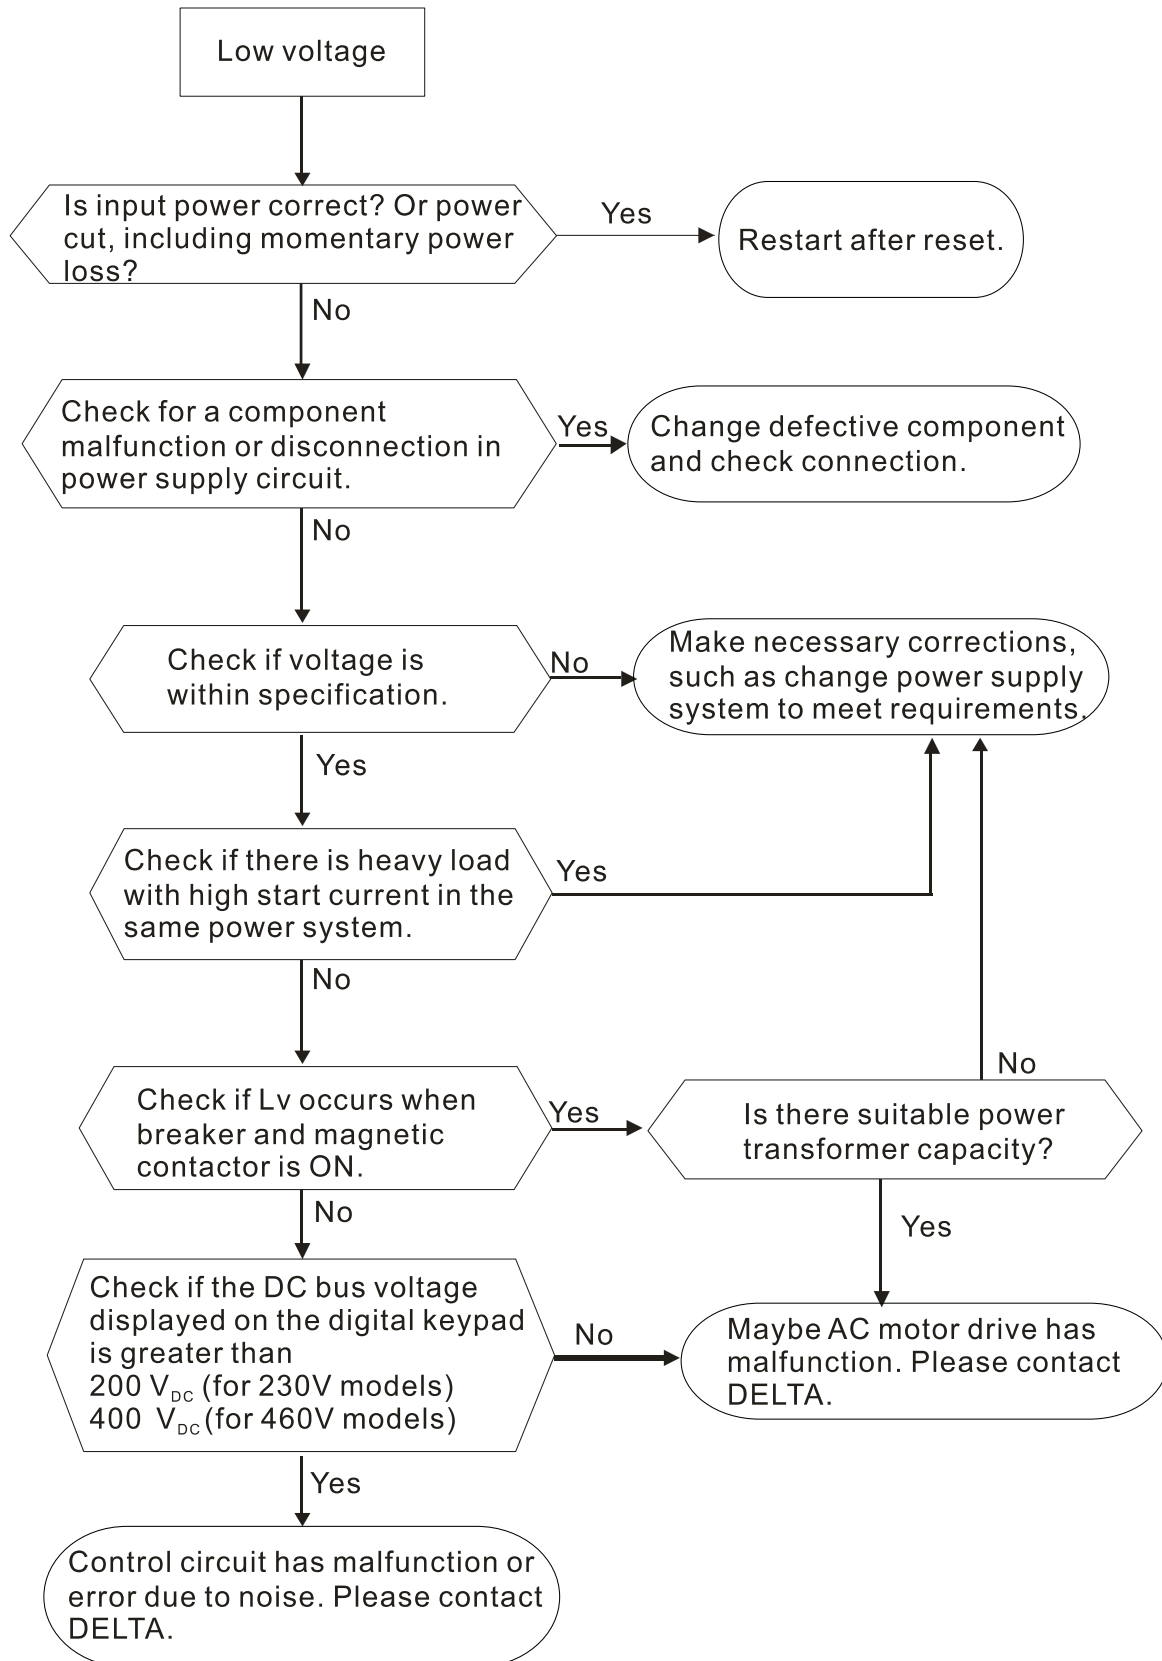 Low voltage
Is input power correct? Or power
cut, including momentary power
loss?
Yes
Restart after reset.
No
Check for a component
malfunction or disconnection in
power supply circuit.
Yes
Change defective component
and check connection.
No
Check if voltage is
within specification.
No
Make necessary corrections,
such as change power supply
system to meet requirements.
Yes
Check if there is heavy load
with high start current in the
same power system.
Yes
No
Check if Lv occurs when
breaker and magnetic
contactor is ON.
Yes
No
Is there suitable power
transformer capacity?
No
Yes
Check if the DC bus voltage
displayed on the digital keypad
is greater than
200 VDC (for 230V models)
400 VDC (for 460V models)
No
Maybe AC motor drive has
malfunction. Please contact
DELTA.
Yes
Control circuit has malfunction or
error due to noise. Please contact
DELTA.